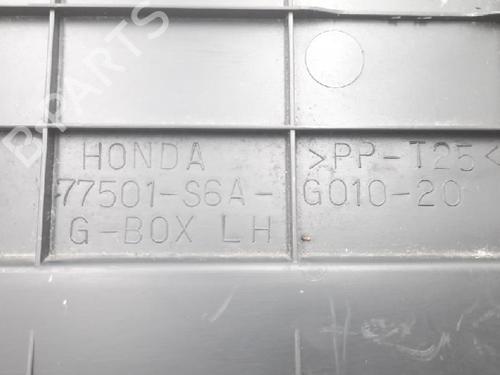 B-PARTS
HONDA >PP-T25<
77501-S6A-G010-20
G-BOX LH